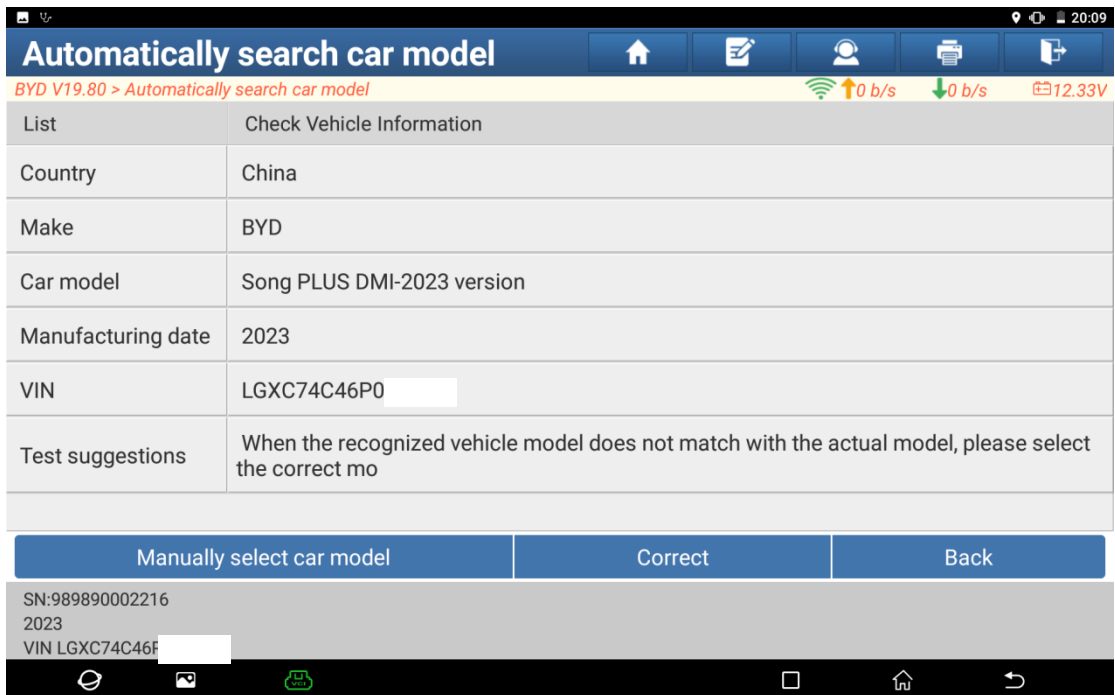 20:09
Automatically search car model
BYD V19.80 > Automatically search car model 0 b/s 0 b/s 12.33V
List Check Vehicle Information
Country China
Make BYD
Car model Song PLUS DMI-2023 version
Manufacturing date 2023
VIN LGXC74C46P0
Test suggestions When the recognized vehicle model does not match with the actual model, please select
the correct mo
Manually select car model Correct Back
SN:989890002216
2023
VIN LGXC74C46P
VCI